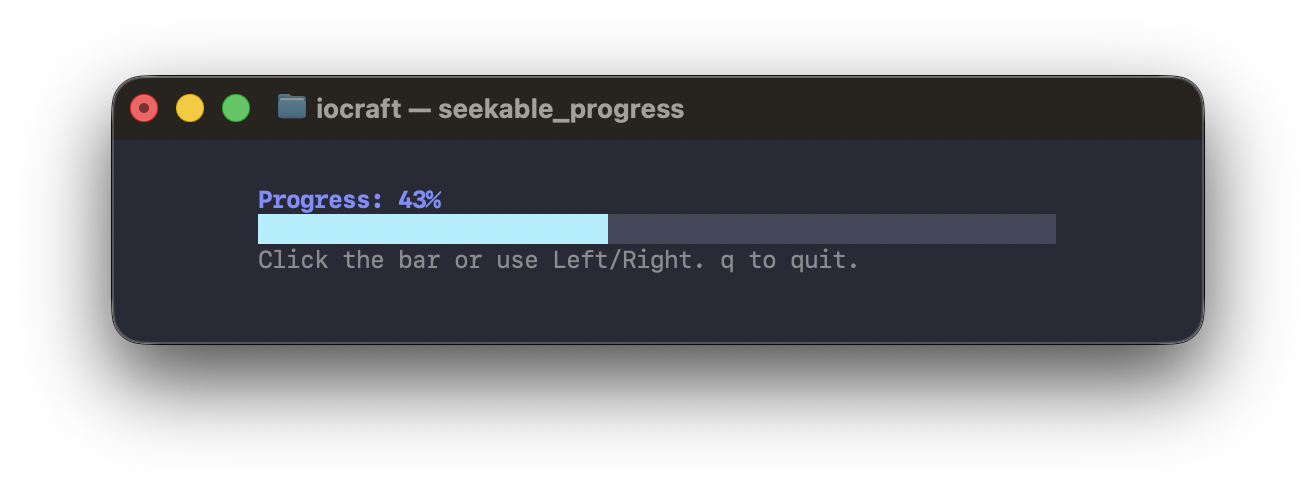 iocraft — seekable_progress
Progress: 43%
Click the bar or use Left/Right. q to quit.